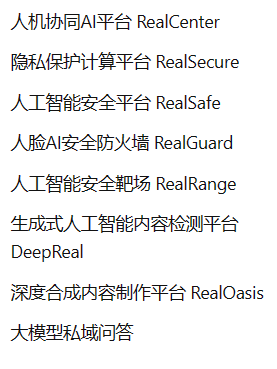 人机协同AI平台 RealCenter
隐私保护计算平台 RealSecure
人工智能安全平台 RealSafe
人脸AI安全防火墙 RealGuard
人工智能安全靶场 RealRange
生成式人工智能内容检测平台
DeepReal
深度合成内容制作平台 RealOasis
大模型私域问答